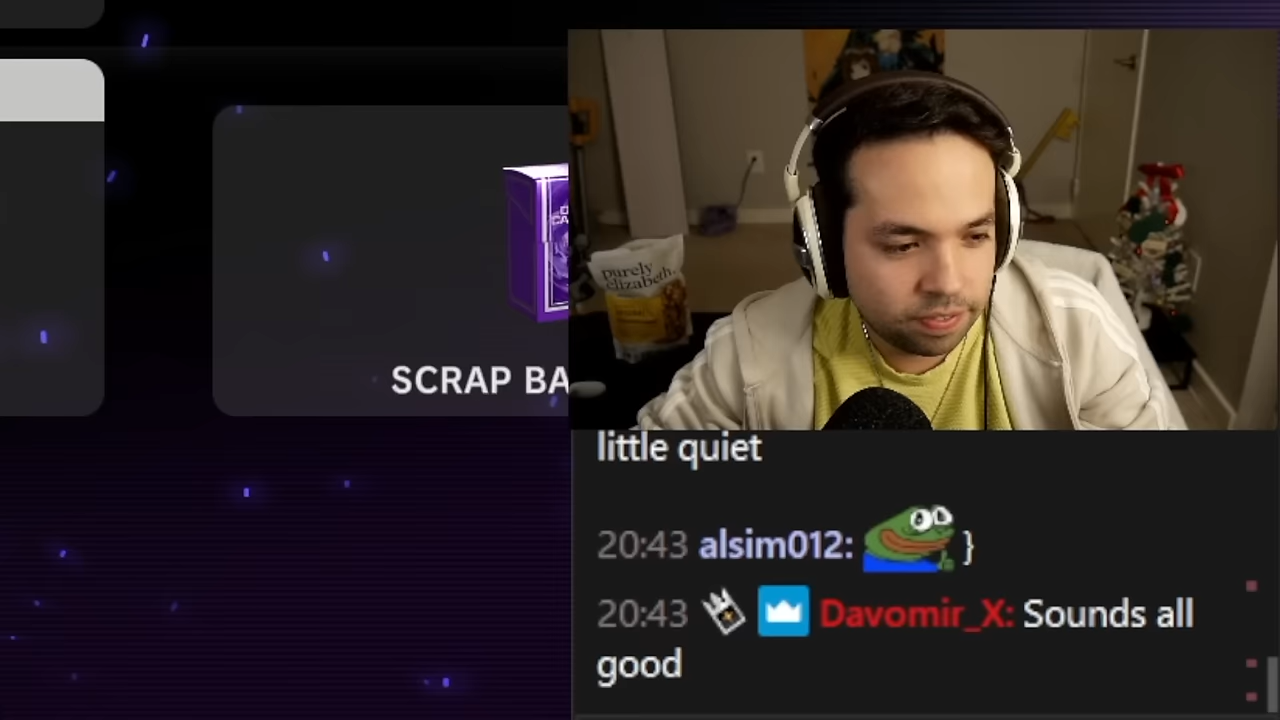 SCRAP BA
purely
elizabeth.
little quiet
20:43 alsim012: }
20:43 Davomir_X: Sounds all
good